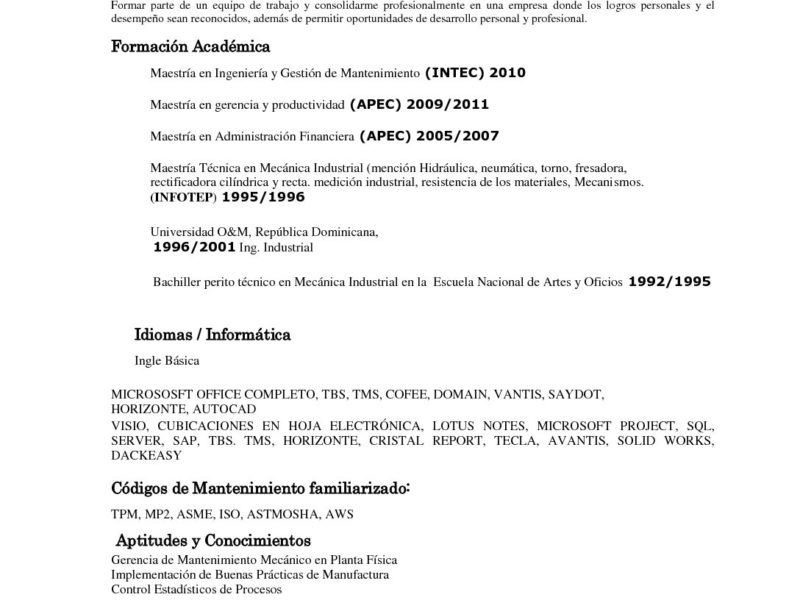 Formar parte de un equipo de trabajo y consolidarme profesionalmente en una empresa donde los logros personales y el
desempeño sean reconocidos, además de permitir oportunidades de desarrollo personal y profesional.
Formación Académica
Maestría en Ingeniería y Gestión de Mantenimiento (INTEC) 2010
Maestría en gerencia y productividad (APEC) 2009/2011
Maestría en Administración Financiera (APEC) 2005/2007
Maestría Técnica en Mecánica Industrial (mención Hidráulica, neumática, torno, fresadora,
rectificadora cilíndrica y recta. medición industrial, resistencia de los materiales, Mecanismos.
(INFOTEP) 1995/1996
Universidad O&M, República Dominicana,
1996/2001 Ing. Industrial
Bachiller perito técnico en Mecánica Industrial en la Escuela Nacional de Artes y Oficios 1992/1995
Idiomas / Informática
Ingle Básica
MICROSOSFT OFFICE COMPLETO, TBS, TMS, COFEE, DOMAIN, VANTIS, SAYDOT,
HORIZONTE, AUTOCAD
VISIO, CUBICACIONES EN HOJA ELECTRÓNICA, LOTUS NOTES, MICROSOFT PROJECT, SQL,
SERVER, SAP, TBS. TMS, HORIZONTE, CRISTAL REPORT, TECLA, AVANTIS, SOLID WORKS,
DACKEASY
Códigos de Mantenimiento familiarizado:
TPM, MP2, ASME, ISO, ASTMOSHA, AWS
Aptitudes y Conocimientos
Gerencia de Mantenimiento Mecánico en Planta Física
Implementación de Buenas Prácticas de Manufactura
Control Estadísticos de Procesos